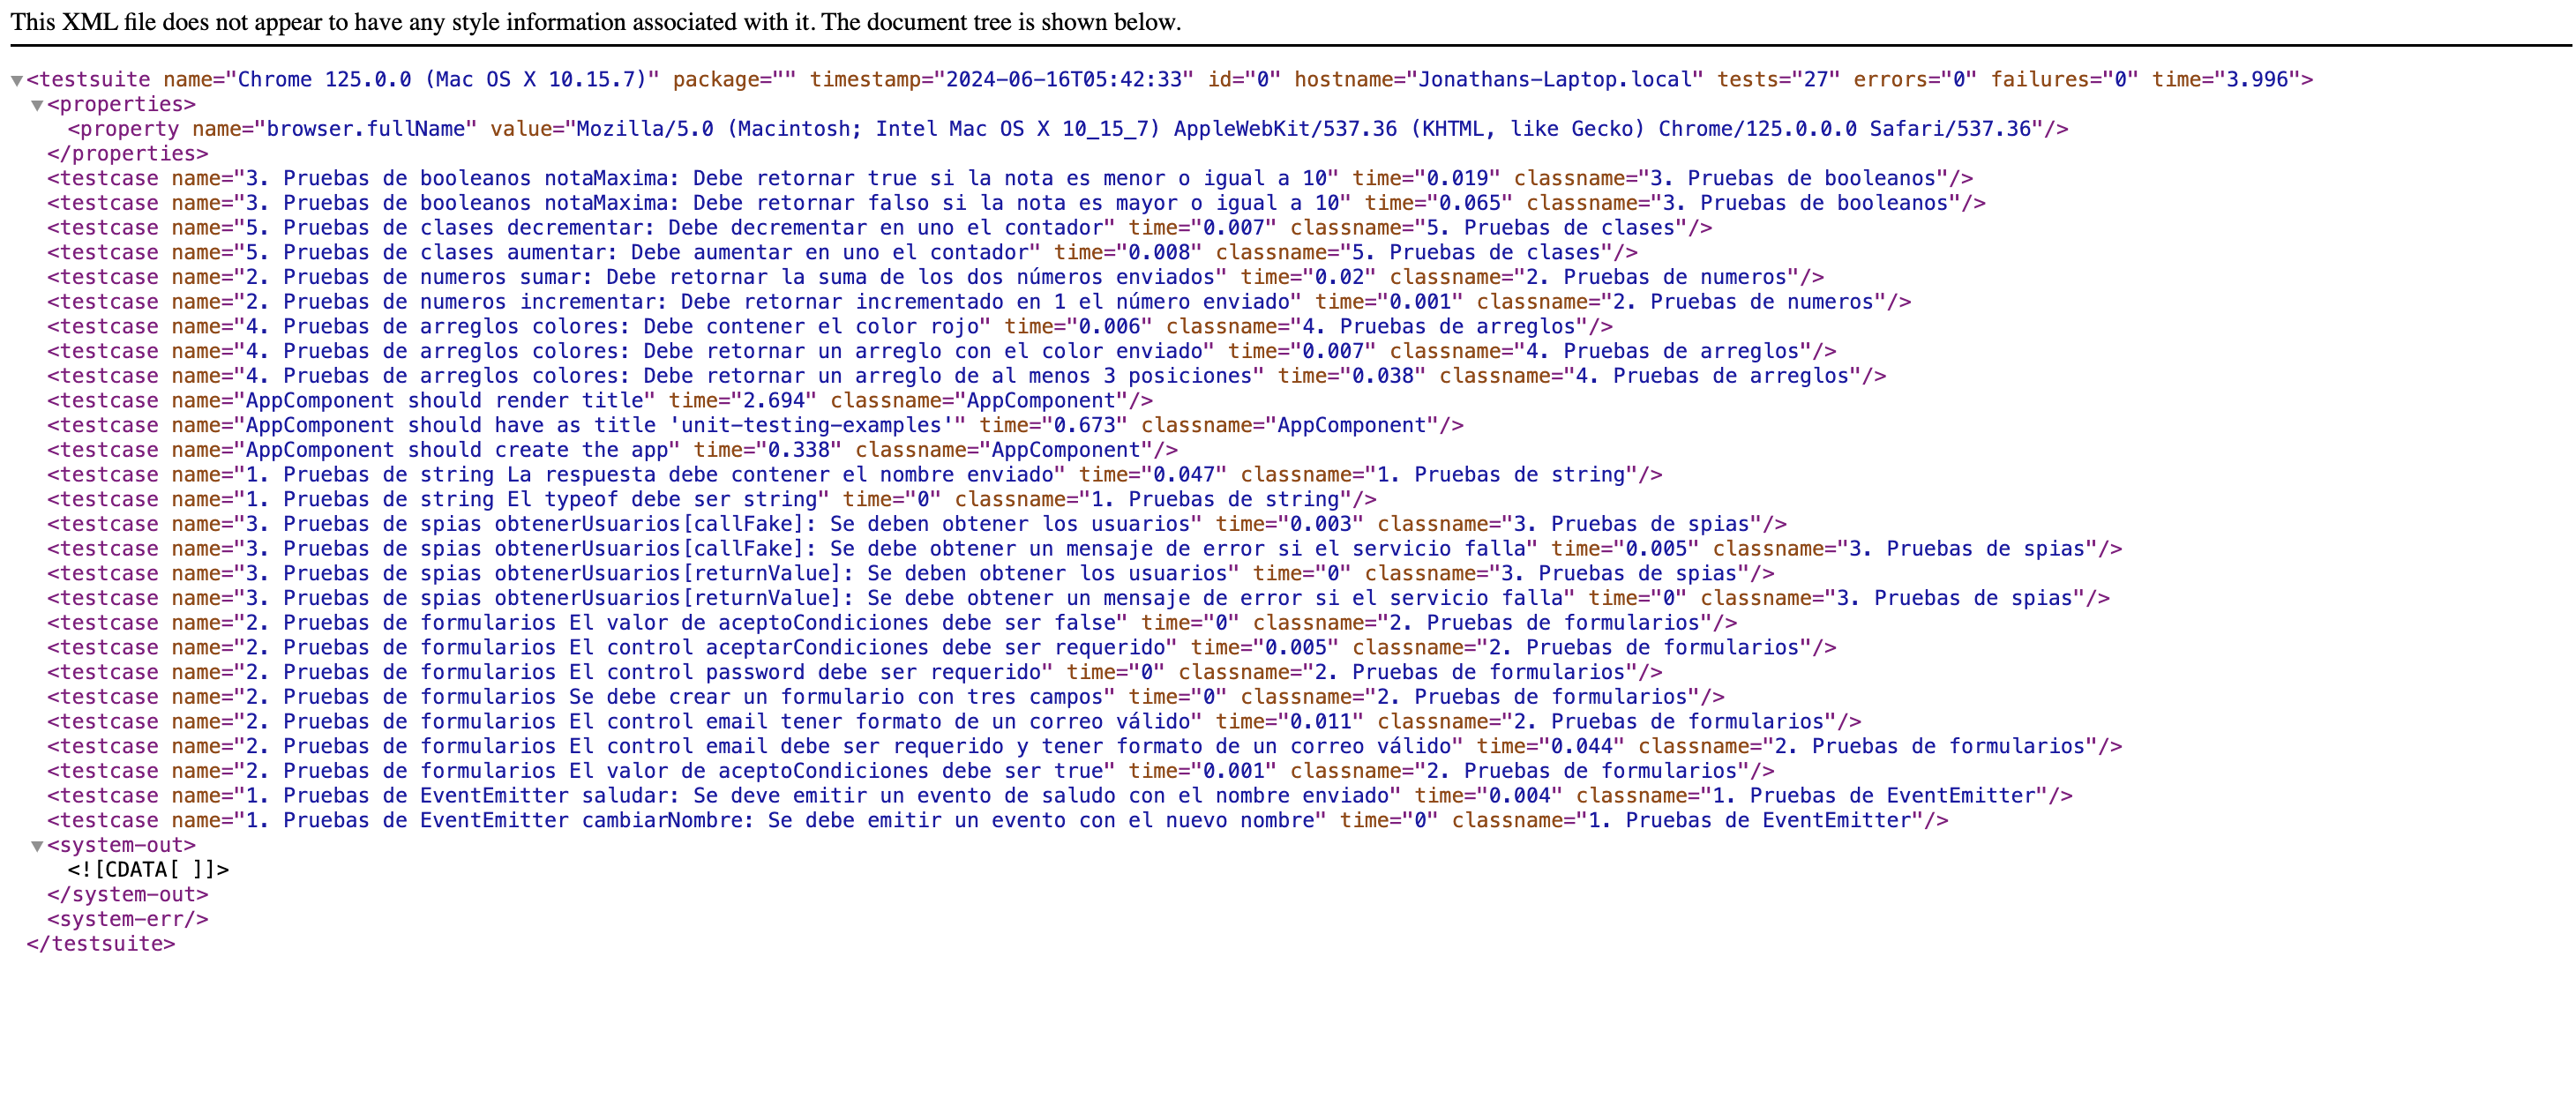 This XML file does not appear to have any style information associated with it. The document tree is shown below.
▼<testsuite name="Chrome 125.0.0 (Mac OS X 10.15.7)" package="" timestamp="2024-06-16T05:42:33" id="0" hostname="Jonathans-Laptop.local" tests="27" errors="0" failures="0" time="3.996">
▼<properties>
<property name="browser.fullName" value="Mozilla/5.0 (Macintosh; Intel Mac OS X 10_15_7) AppleWebKit/537.36 (KHTML, like Gecko) Chrome/125.0.0.0 Safari/537.36"/>
</properties>
<testcase name="3. Pruebas de booleanos notaMaxima: Debe retornar true si la nota es menor o igual a 10" time="0.019" classname="3. Pruebas de booleanos"/>
<testcase name="3. Pruebas de booleanos notaMaxima: Debe retornar falso si la nota es mayor o igual a 10" time="0.065" classname="3. Pruebas de booleanos"/>
<testcase name="5. Pruebas de clases decrementar: Debe decrementar en uno el contador" time="0.007" classname="5. Pruebas de clases"/>
<testcase name="5. Pruebas de clases aumentar: Debe aumentar en uno el contador" time="0.008" classname="5. Pruebas de clases"/>
<testcase name="2. Pruebas de numeros sumar: Debe retornar la suma de los dos números enviados" time="0.02" classname="2. Pruebas de numeros"/>
<testcase name="2. Pruebas de numeros incrementar: Debe retornar incrementado en 1 el número enviado" time="0.001" classname="2. Pruebas de numeros"/>
<testcase name="4. Pruebas de arreglos colores: Debe contener el color rojo" time="0.006" classname="4. Pruebas de arreglos"/>
<testcase name="4. Pruebas de arreglos colores: Debe retornar un arreglo con el color enviado" time="0.007" classname="4. Pruebas de arreglos"/>
<testcase name="4. Pruebas de arreglos colores: Debe retornar un arreglo de al menos 3 posiciones" time="0.038" classname="4. Pruebas de arreglos"/>
<testcase name="AppComponent should render title" time="2.694" classname="AppComponent"/>
<testcase name="AppComponent should have as title 'unit-testing-examples'" time="0.673" classname="AppComponent"/>
<testcase name="AppComponent should create the app" time="0.338" classname="AppComponent"/>
<testcase name="1. Pruebas de string La respuesta debe contener el nombre enviado" time="0.047" classname="1. Pruebas de string"/>
<testcase name="1. Pruebas de string El typeof debe ser string" time="0" classname="1. Pruebas de string"/>
<testcase name="3. Pruebas de spias obtenerUsuarios[callFake]: Se deben obtener los usuarios" time="0.003" classname="3. Pruebas de spias"/>
<testcase name="3. Pruebas de spias obtenerUsuarios[callFake]: Se debe obtener un mensaje de error si el servicio falla" time="0.005" classname="3. Pruebas de spias"/>
<testcase name="3. Pruebas de spias obtenerUsuarios[returnValue]: Se deben obtener los usuarios" time="0" classname="3. Pruebas de spias"/>
<testcase name="3. Pruebas de spias obtenerUsuarios[returnValue]: Se debe obtener un mensaje de error si el servicio falla" time="0" classname="3. Pruebas de spias"/>
<testcase name="2. Pruebas de formularios El valor de aceptoCondiciones debe ser false" time="0" classname="2. Pruebas de formularios"/>
<testcase name="2. Pruebas de formularios El control aceptarCondiciones debe ser requerido" time="0.005" classname="2. Pruebas de formularios"/>
<testcase name="2. Pruebas de formularios El control password debe ser requerido" time="0" classname="2. Pruebas de formularios"/>
<testcase name="2. Pruebas de formularios Se debe crear un formulario con tres campos" time="0" classname="2. Pruebas de formularios"/>
<testcase name="2. Pruebas de formularios El control email tener formato de un correo válido" time="0.011" classname="2. Pruebas de formularios"/>
<testcase name="2. Pruebas de formularios El control email debe ser requerido y tener formato de un correo válido" time="0.044" classname="2. Pruebas de formularios"/>
<testcase name="2. Pruebas de formularios El valor de aceptoCondiciones debe ser true" time="0.001" classname="2. Pruebas de formularios"/>
<testcase name="1. Pruebas de EventEmitter saludar: Se deve emitir un evento de saludo con el nombre enviado" time="0.004" classname="1. Pruebas de EventEmitter"/>
<testcase name="1. Pruebas de EventEmitter cambiarNombre: Se debe emitir un evento con el nuevo nombre" time="0" classname="1. Pruebas de EventEmitter"/>
▼<system-out>
<![CDATA[ ]]>
</system-out>
<system-err/>
</testsuite>